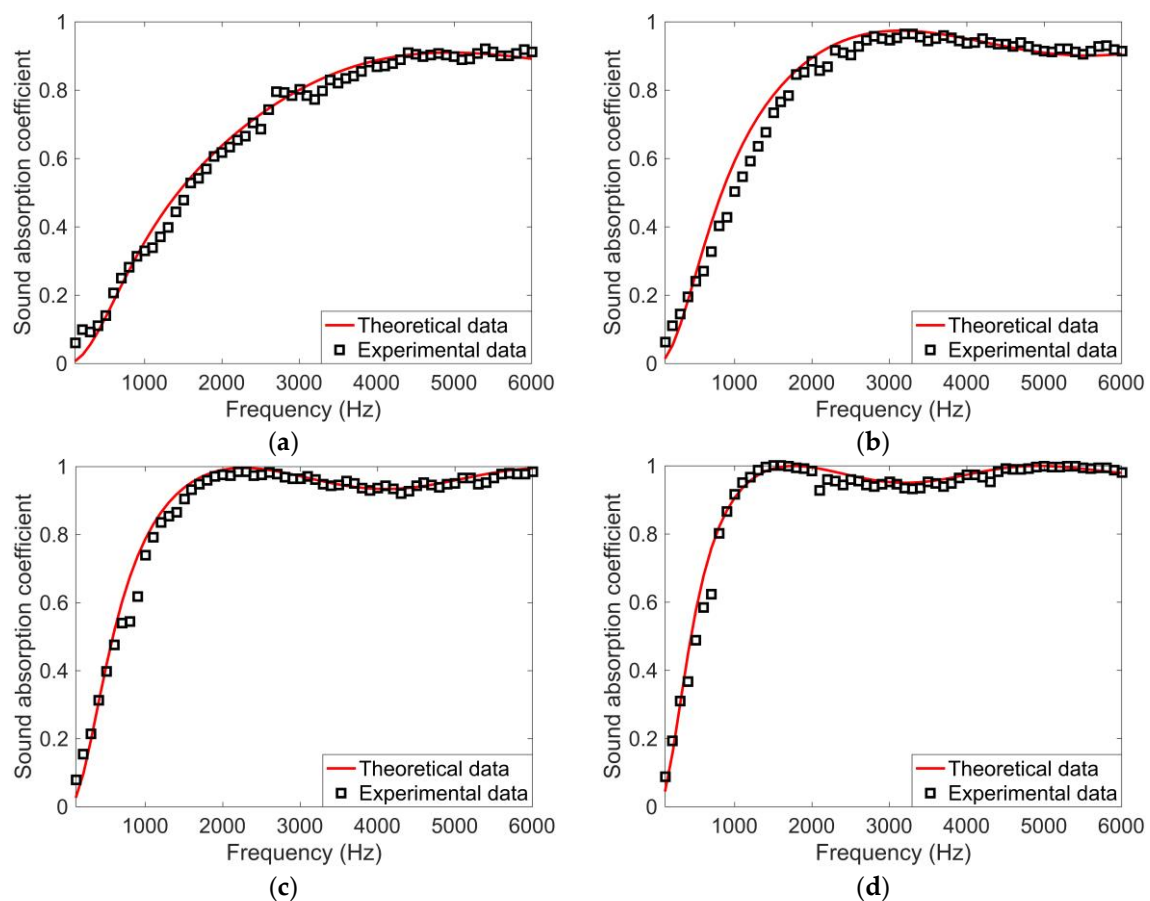 Sound absorption coefficient
1
0.8
0.6
0.4
0.2
0
1000 2000 3000 4000 5000 6000
Frequency (Hz)
Theoretical data
Experimental data
(a)
Sound absorption coefficient
1
0.8
0.6
0.4
0.2
0
1000 2000 3000 4000 5000 6000
Frequency (Hz)
Theoretical data
Experimental data
(b)
Sound absorption coefficient
1
0.8
0.6
0.4
0.2
0
1000 2000 3000 4000 5000 6000
Frequency (Hz)
Theoretical data
Experimental data
(c)
Sound absorption coefficient
1
0.8
0.6
0.4
0.2
0
1000 2000 3000 4000 5000 6000
Frequency (Hz)
Theoretical data
Experimental data
(d)